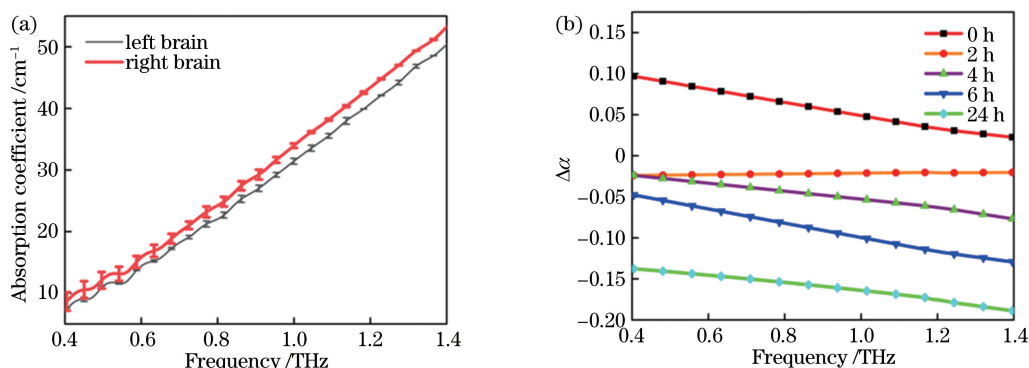 (a)
left brain
right brain
Absorption coefficient /cm⁻¹
50
40
30
20
10
0.4 0.6 0.8 1.0 1.2 1.4
Frequency /THz
(b)
0 h
2 h
4 h
6 h
24 h
Δα
0.15
0.10
0.05
0
−0.05
−0.10
−0.15
−0.20
0.4 0.6 0.8 1.0 1.2 1.4
Frequency /THz